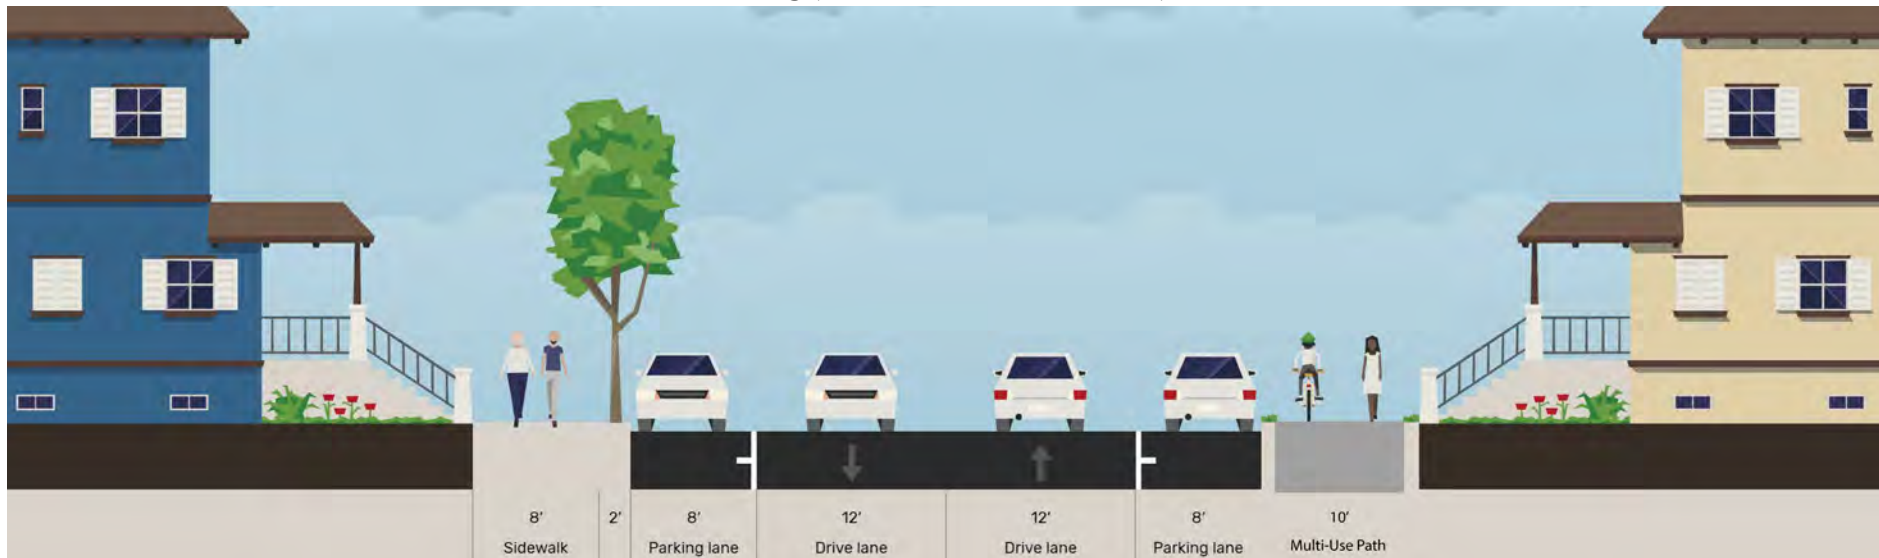 8' 2' 8' 12' 12' 8' 10'
Sidewalk Parking lane Drive lane Drive lane Parking lane Multi-Use Path